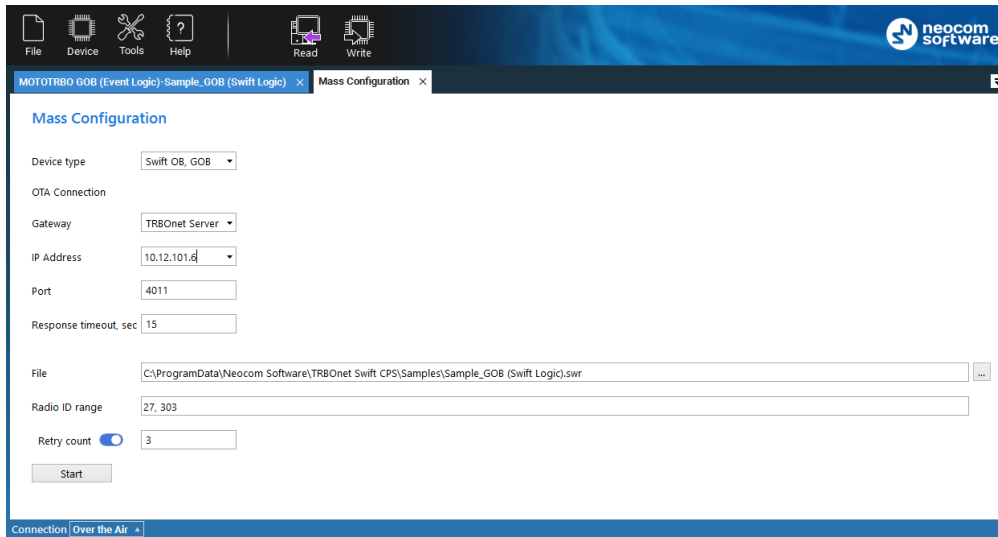 File Device Tools Help Read Write
neocom
software
MOTOTRBO GOB (Event Logic)-Sample_GOB (Swift Logic) × Mass Configuration ×
Mass Configuration
Device type Swift OB, GOB
OTA Connection
Gateway TRBOnet Server
IP Address 10.12.101.6
Port 4011
Response timeout, sec 15
File C:\ProgramData\Neocom Software\TRBOnet Swift CPS\Samples\Sample_GOB (Swift Logic).swr ...
Radio ID range 27, 303
Retry count 3
Start
Connection Over the Air